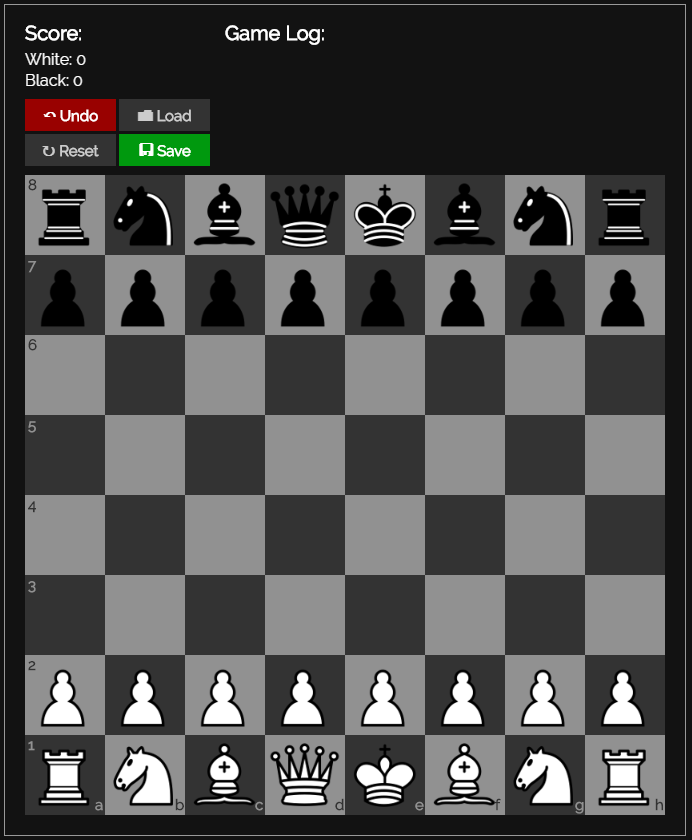 Score:
Game Log:
White: 0
Black: 0
Undo
Load
↻ Reset
Save
8
7
6
5
4
3
2
1
a b c d e f g h